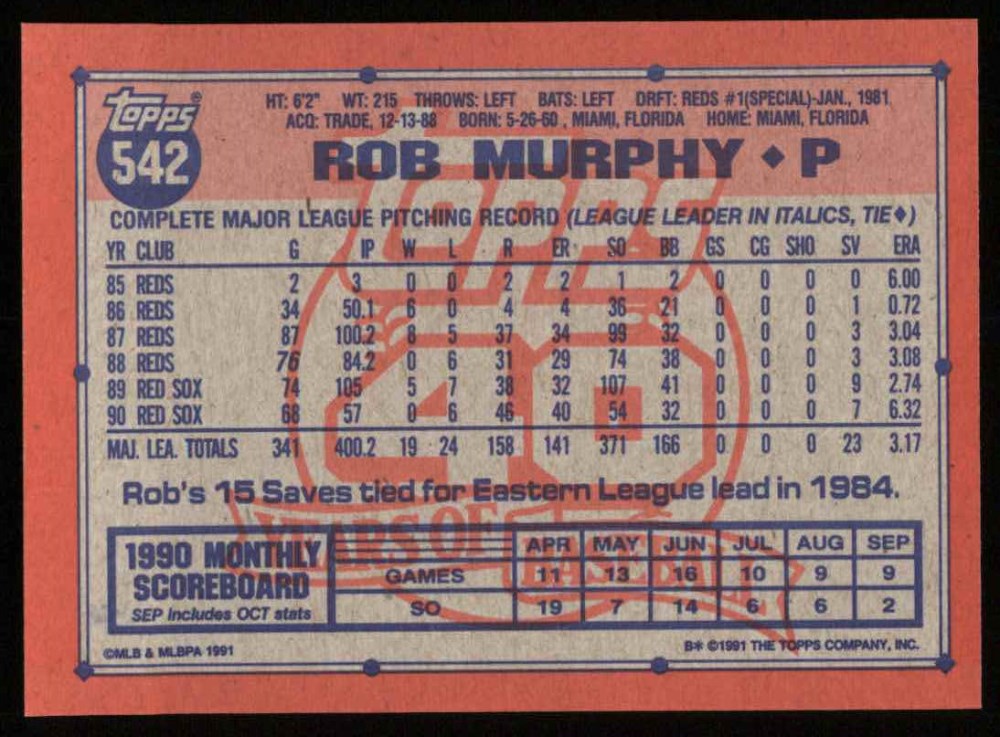 Topps®
542
HT: 6'2" WT: 215 THROWS: LEFT BATS: LEFT DRFT: REDS #1(SPECIAL)-JAN., 1981
ACQ: TRADE, 12-13-88 BORN: 5-26-60 , MIAMI, FLORIDA HOME: MIAMI, FLORIDA
ROB MURPHY ♦ P
COMPLETE MAJOR LEAGUE PITCHING RECORD (LEAGUE LEADER IN ITALICS, TIE♦)
YR CLUB G IP W L R ER SO BB GS CG SHO SV ERA
85 REDS 2 3 0 0 2 2 1 2 0 0 0 0 6.00
86 REDS 34 50.1 6 0 4 4 36 21 0 0 0 1 0.72
87 REDS 87 100.2 8 5 37 34 99 32 0 0 0 3 3.04
88 REDS 76 84.2 0 6 31 29 74 38 0 0 0 3 3.08
89 RED SOX 74 105 5 7 38 32 107 41 0 0 0 9 2.74
90 RED SOX 68 57 0 6 46 40 54 32 0 0 0 7 6.32
MAJ. LEA. TOTALS 341 400.2 19 24 158 141 371 166 0 0 0 23 3.17
Rob's 15 Saves tied for Eastern League lead in 1984.
TOPPS
40
YEARS OF
BASEBALL
1990 MONTHLY
SCOREBOARD
SEP includes OCT stats
APR MAY JUN JUL AUG SEP
GAMES 11 13 16 10 9 9
SO 19 7 14 6 6 2
©MLB & MLBPA 1991
B* ©1991 THE TOPPS COMPANY, INC.